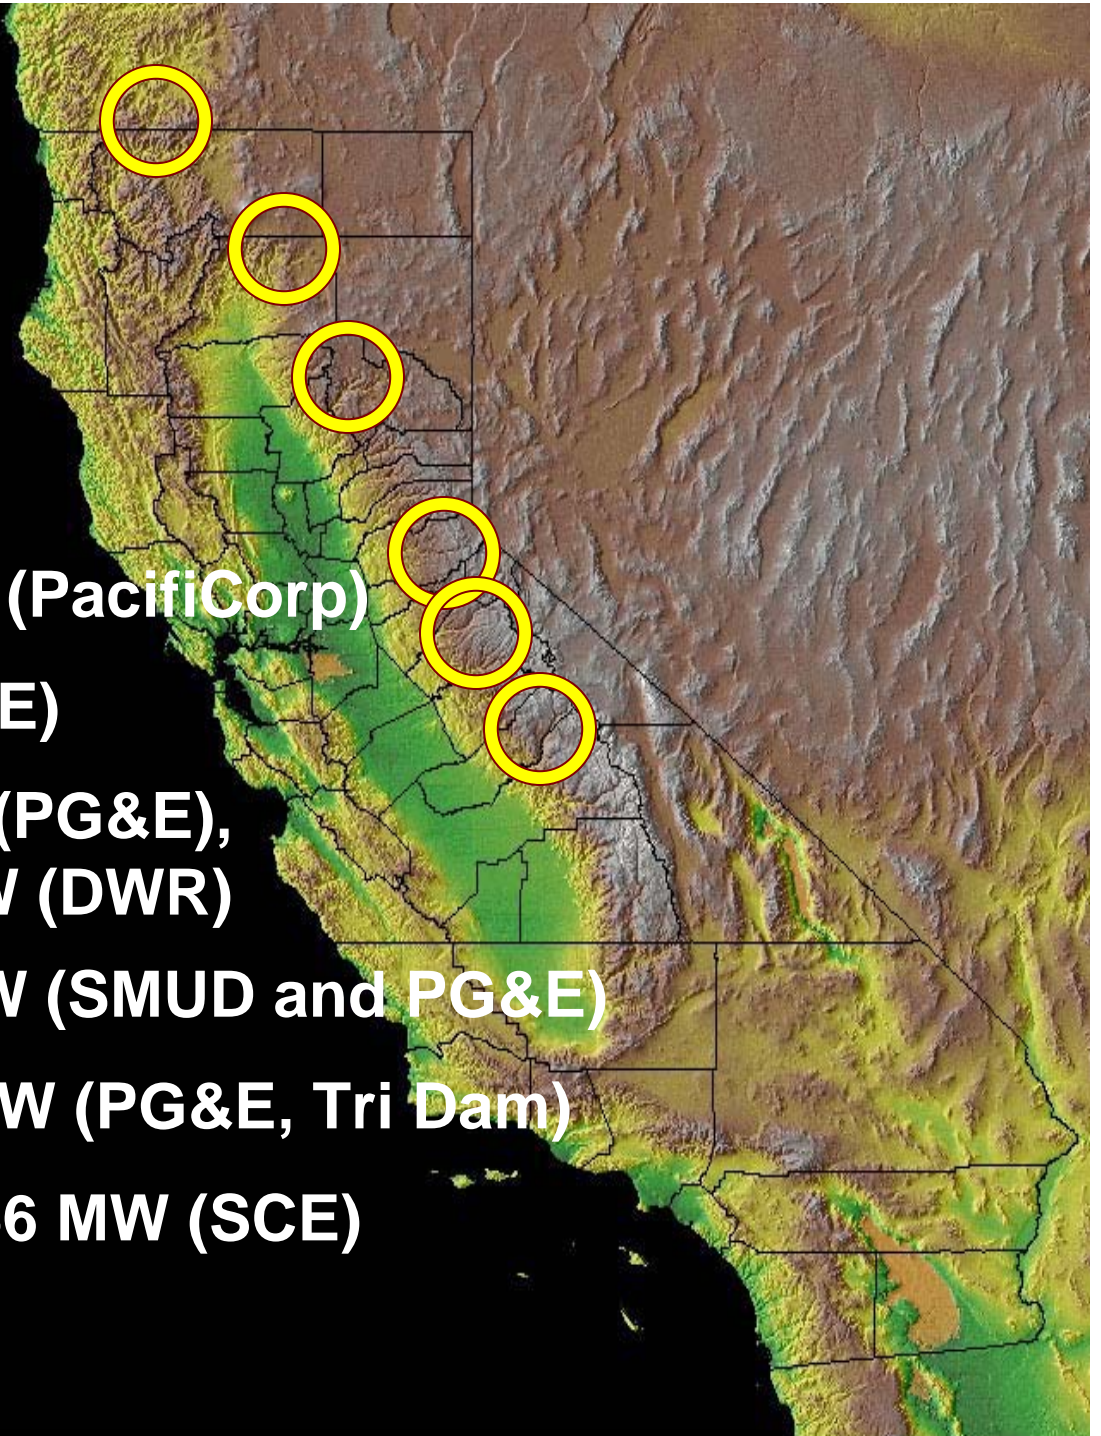 (PacifiCorp)
E)
(PG&E),
W (DWR)
W (SMUD and PG&E)
W (PG&E, Tri Dam)
6 MW (SCE)